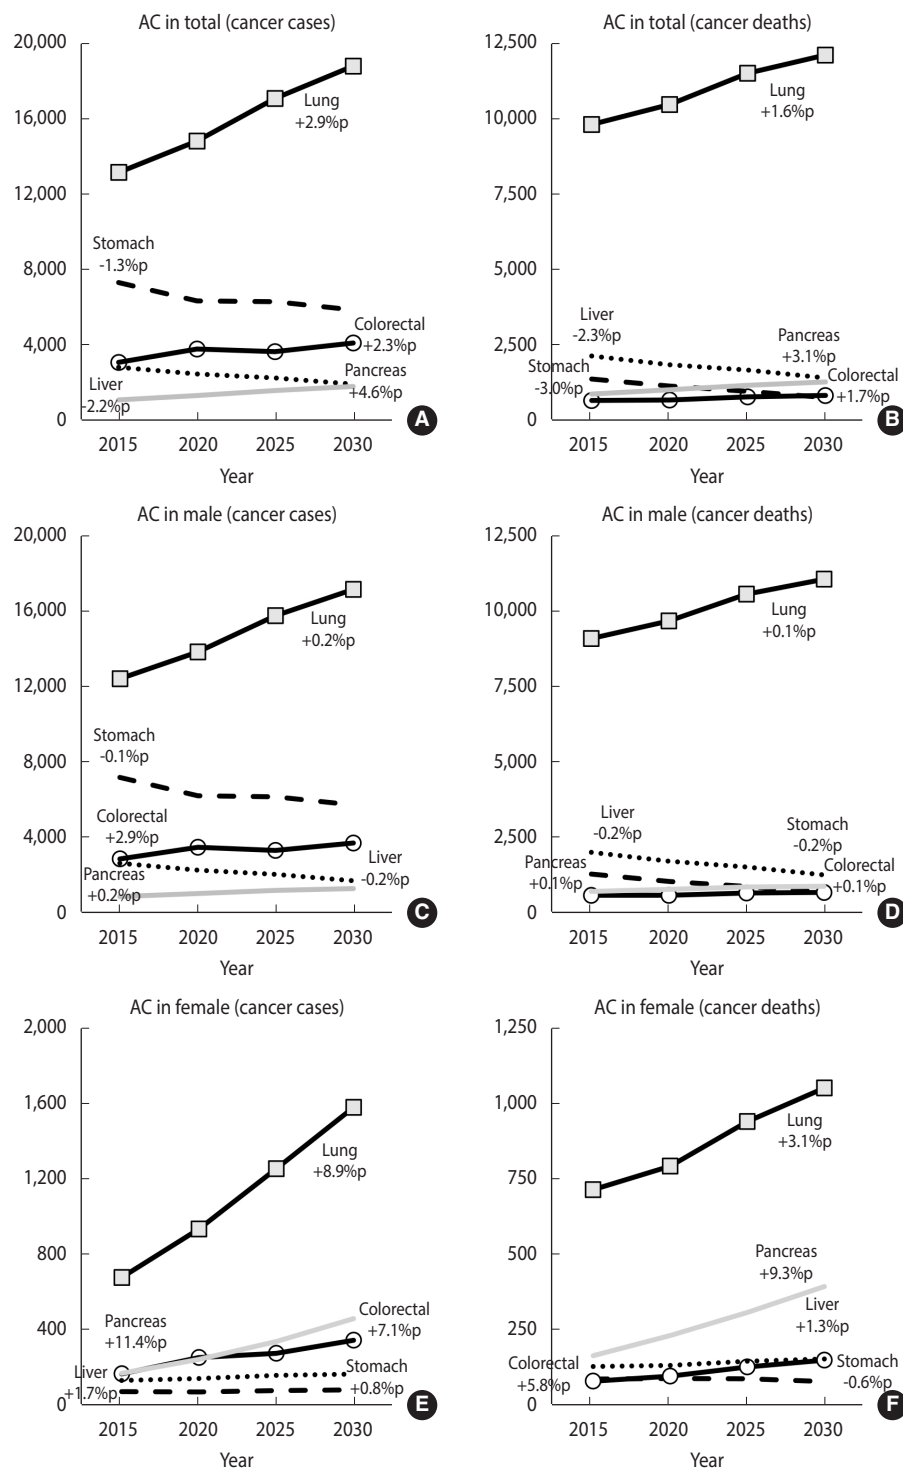 AC in total (cancer cases)
20,000
16,000
12,000
8,000
4,000
0
Lung
+2.9%p
Stomach
-1.3%p
Colorectal
+2.3%p
Pancreas
+4.6%p
Liver
-2.2%p
2015 2020 2025 2030
Year
A
AC in total (cancer deaths)
12,500
10,000
7,500
5,000
2,500
0
Lung
+1.6%p
Liver
-2.3%p
Pancreas
+3.1%p
Stomach
-3.0%p
Colorectal
+1.7%p
2015 2020 2025 2030
Year
B
AC in male (cancer cases)
20,000
16,000
12,000
8,000
4,000
0
Lung
+0.2%p
Stomach
-0.1%p
Colorectal
+2.9%p
Liver
-0.2%p
Pancreas
+0.2%p
2015 2020 2025 2030
Year
C
AC in male (cancer deaths)
12,500
10,000
7,500
5,000
2,500
0
Lung
+0.1%p
Liver
-0.2%p
Stomach
-0.2%p
Pancreas
+0.1%p
Colorectal
+0.1%p
2015 2020 2025 2030
Year
D
AC in female (cancer cases)
2,000
1,600
1,200
800
400
0
Lung
+8.9%p
Pancreas
+11.4%p
Colorectal
+7.1%p
Liver
+1.7%p
Stomach
+0.8%p
2015 2020 2025 2030
Year
E
AC in female (cancer deaths)
1,250
1,000
750
500
250
0
Lung
+3.1%p
Pancreas
+9.3%p
Liver
+1.3%p
Colorectal
+5.8%p
Stomach
-0.6%p
2015 2020 2025 2030
Year
F